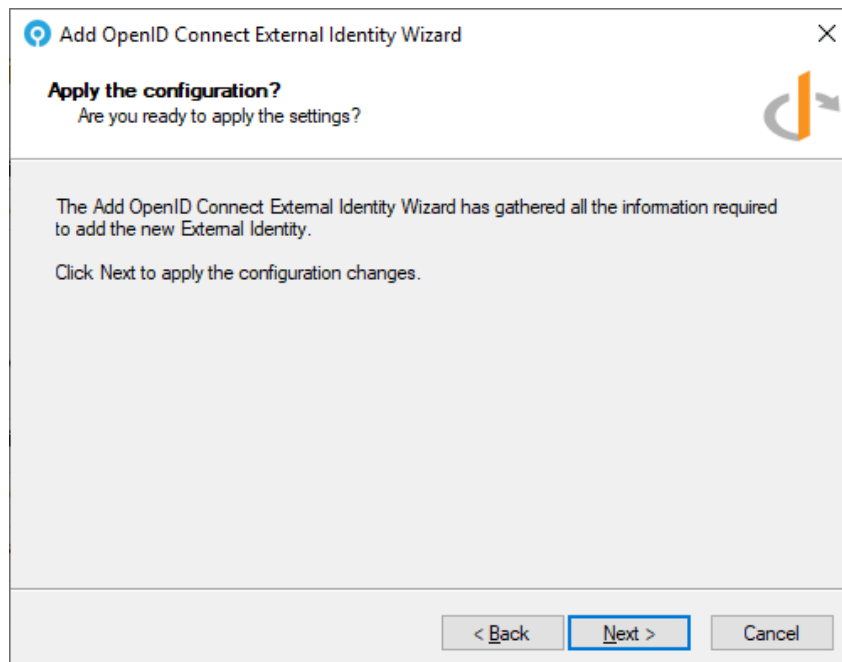 Add OpenID Connect External Identity Wizard
Apply the configuration?
Are you ready to apply the settings?
The Add OpenID Connect External Identity Wizard has gathered all the information required
to add the new External Identity.
Click Next to apply the configuration changes.
< Back
Next >
Cancel